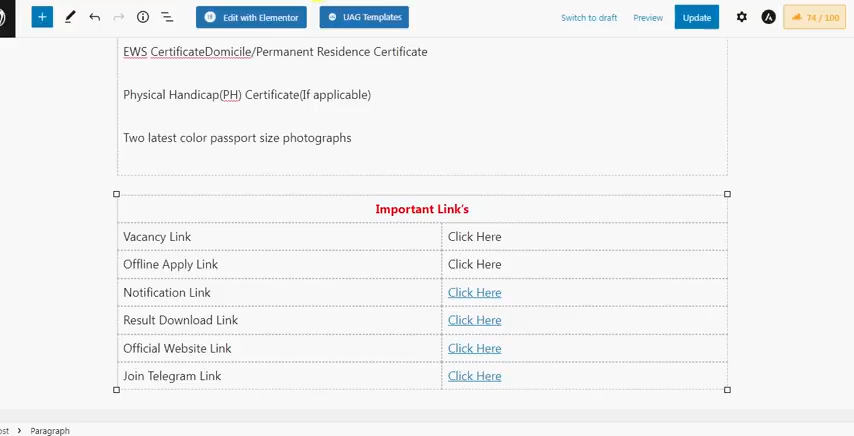 Edit with Elementor
UAG Templates
Switch to draft
Preview
Update
74 / 100
EWS CertificateDomicile/Permanent Residence Certificate
Physical Handicap(PH) Certificate(If applicable)
Two latest color passport size photographs
Important Link's
Vacancy Link Click Here
Offline Apply Link Click Here
Notification Link Click Here
Result Download Link Click Here
Official Website Link Click Here
Join Telegram Link Click Here
ost > Paragraph